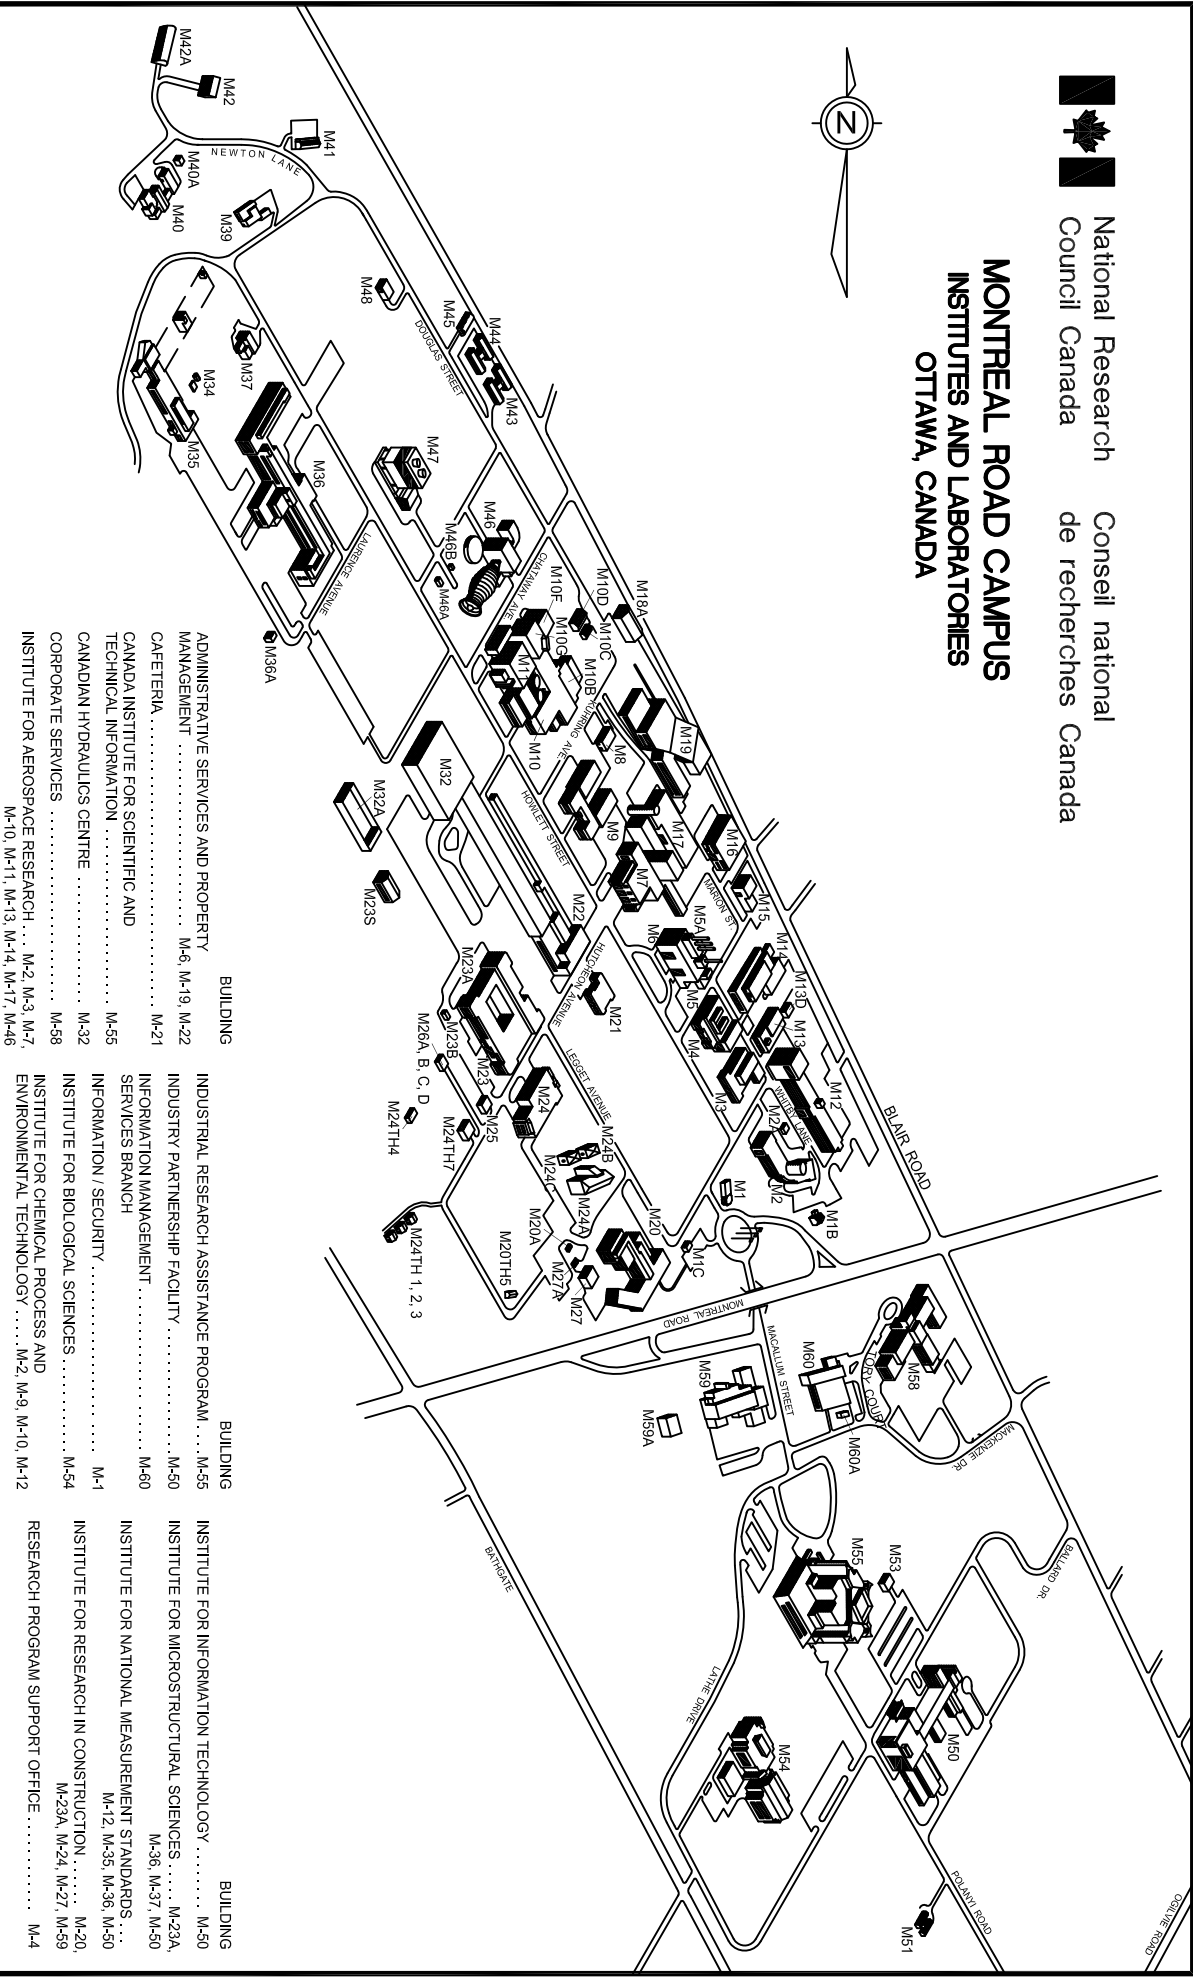 National Research
Council Canada
Conseil national
de recherches Canada
MONTREAL ROAD CAMPUS
INSTITUTES AND LABORATORIES
OTTAWA, CANADA
N
M42A
M42
M41
NEWTON LANE
M40A
M40
M39
M48
DOUGLAS STREET
M45
M44
M43
M37
M34
M35
M36
M47
LAURENCE AVENUE
M36A
M46
M46B
M46A
CHATAWAY AVE.
M10F
M10D
M10C
M18A
M10G
M10B
M11
M10
UHRING AVE.
M8
M19
M32
M32A
M23S
HOWLETT STREET
M9
M17
M16
M7
M15
MARION ST.
M22
M6
M5A
M5
M14
M13D
M13
M4
M3
M12
WHITBY LANE
M2A
M2
M1B
BLAIR ROAD
HUTCHEON AVENUE
M21
M23A
M23B
M23
M26A, B, C, D
M25
M24TH4
M24TH7
M24
LEGGET AVENUE
M24B
M24C
M24A
M1
M20
M1C
M20A
M27A
M27
M20TH5
M24TH 1, 2, 3
MONTREAL ROAD
MACALLUM STREET
M59
M59A
M60
M60A
TORY COURT
M58
MACKENZIE DR.
BATHGATE
M55
M53
BALLARD DR.
LATHE DRIVE
M54
M50
M51
POLANYI ROAD
OGILVIE ROAD
BUILDING
ADMINISTRATIVE SERVICES AND PROPERTY
MANAGEMENT . . . . . . . . . . . . . . . . . . . . M-6, M-19, M-22
CAFETERIA . . . . . . . . . . . . . . . . . . . . . . . . . . . . M-21
CANADA INSTITUTE FOR SCIENTIFIC AND
TECHNICAL INFORMATION . . . . . . . . . . . . . . . . . M-55
CANADIAN HYDRAULICS CENTRE . . . . . . . . . . . . M-32
CORPORATE SERVICES . . . . . . . . . . . . . . . . . . . M-58
INSTITUTE FOR AEROSPACE RESEARCH . . . M-2, M-3, M-7,
M-10, M-11, M-13, M-14, M-17, M-46
BUILDING
INDUSTRIAL RESEARCH ASSISTANCE PROGRAM . . . . M-55
INDUSTRY PARTNERSHIP FACILITY . . . . . . . . . . . . . M-50
INFORMATION MANAGEMENT . . . . . . . . . . . . . . . . M-60
SERVICES BRANCH
INFORMATION / SECURITY . . . . . . . . . . . . . . . . . . M-1
INSTITUTE FOR BIOLOGICAL SCIENCES . . . . . . . . . . M-54
INSTITUTE FOR CHEMICAL PROCESS AND
ENVIRONMENTAL TECHNOLOGY . . . . . M-2, M-9, M-10, M-12
BUILDING
INSTITUTE FOR INFORMATION TECHNOLOGY . . . . . . . M-50
INSTITUTE FOR MICROSTRUCTURAL SCIENCES . . . . . M-23A,
M-36, M-37, M-50
INSTITUTE FOR NATIONAL MEASUREMENT STANDARDS . . .
M-12, M-35, M-36, M-50
INSTITUTE FOR RESEARCH IN CONSTRUCTION . . . . . . M-20,
M-23A, M-24, M-27, M-59
RESEARCH PROGRAM SUPPORT OFFICE . . . . . . . . . . M-4